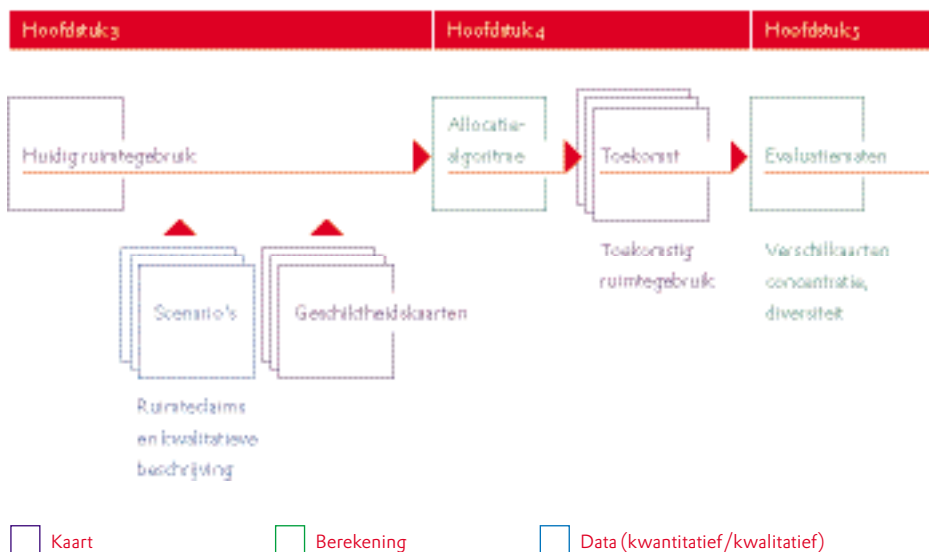 Hoofdstuk 3
Hoofdstuk 4
Hoofdstuk 5
Huidig ruimtegebruik
Allocatie-
algoritme
Toekomst
Evaluatiematen
Toekomstig
ruimtegebruik
Verschilkaarten
concentratie,
diversiteit
Scenario's
Geschiktheidskaarten
Ruimteclaims
en kwalitatieve
beschrijving
Kaart
Berekening
Data (kwantitatief/kwalitatief)